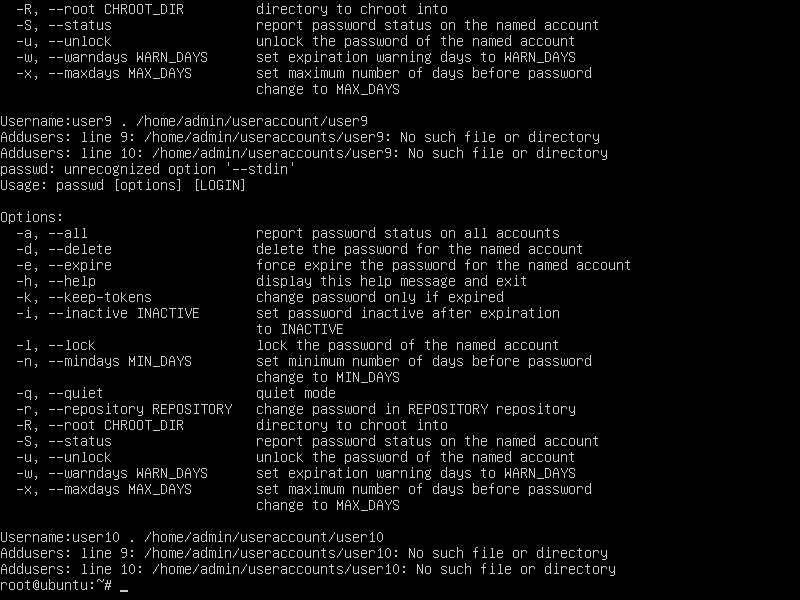 -R, --root CHROOT_DIR         directory to chroot into
-S, --status                  report password status on the named account
-u, --unlock                  unlock the password of the named account
-w, --warndays WARN_DAYS      set expiration warning days to WARN_DAYS
-x, --maxdays MAX_DAYS        set maximum number of days before password
                              change to MAX_DAYS
Username:user9 . /home/admin/useraccount/user9
Addusers: line 9: /home/admin/useraccounts/user9: No such file or directory
Addusers: line 10: /home/admin/useraccounts/user9: No such file or directory
passwd: unrecognized option '--stdin'
Usage: passwd [options] [LOGIN]
Options:
-a, --all                     report password status on all accounts
-d, --delete                  delete the password for the named account
-e, --expire                  force expire the password for the named account
-h, --help                    display this help message and exit
-k, --keep-tokens             change password only if expired
-i, --inactive INACTIVE       set password inactive after expiration
                              to INACTIVE
-l, --lock                    lock the password of the named account
-n, --mindays MIN_DAYS        set minimum number of days before password
                              change to MIN_DAYS
-q, --quiet                   quiet mode
-r, --repository REPOSITORY   change password in REPOSITORY repository
-R, --root CHROOT_DIR         directory to chroot into
-S, --status                  report password status on the named account
-u, --unlock                  unlock the password of the named account
-w, --warndays WARN_DAYS      set expiration warning days to WARN_DAYS
-x, --maxdays MAX_DAYS        set maximum number of days before password
                              change to MAX_DAYS
Username:user10 . /home/admin/useraccount/user10
Addusers: line 9: /home/admin/useraccounts/user10: No such file or directory
Addusers: line 10: /home/admin/useraccounts/user10: No such file or directory
root@ubuntu:~# _